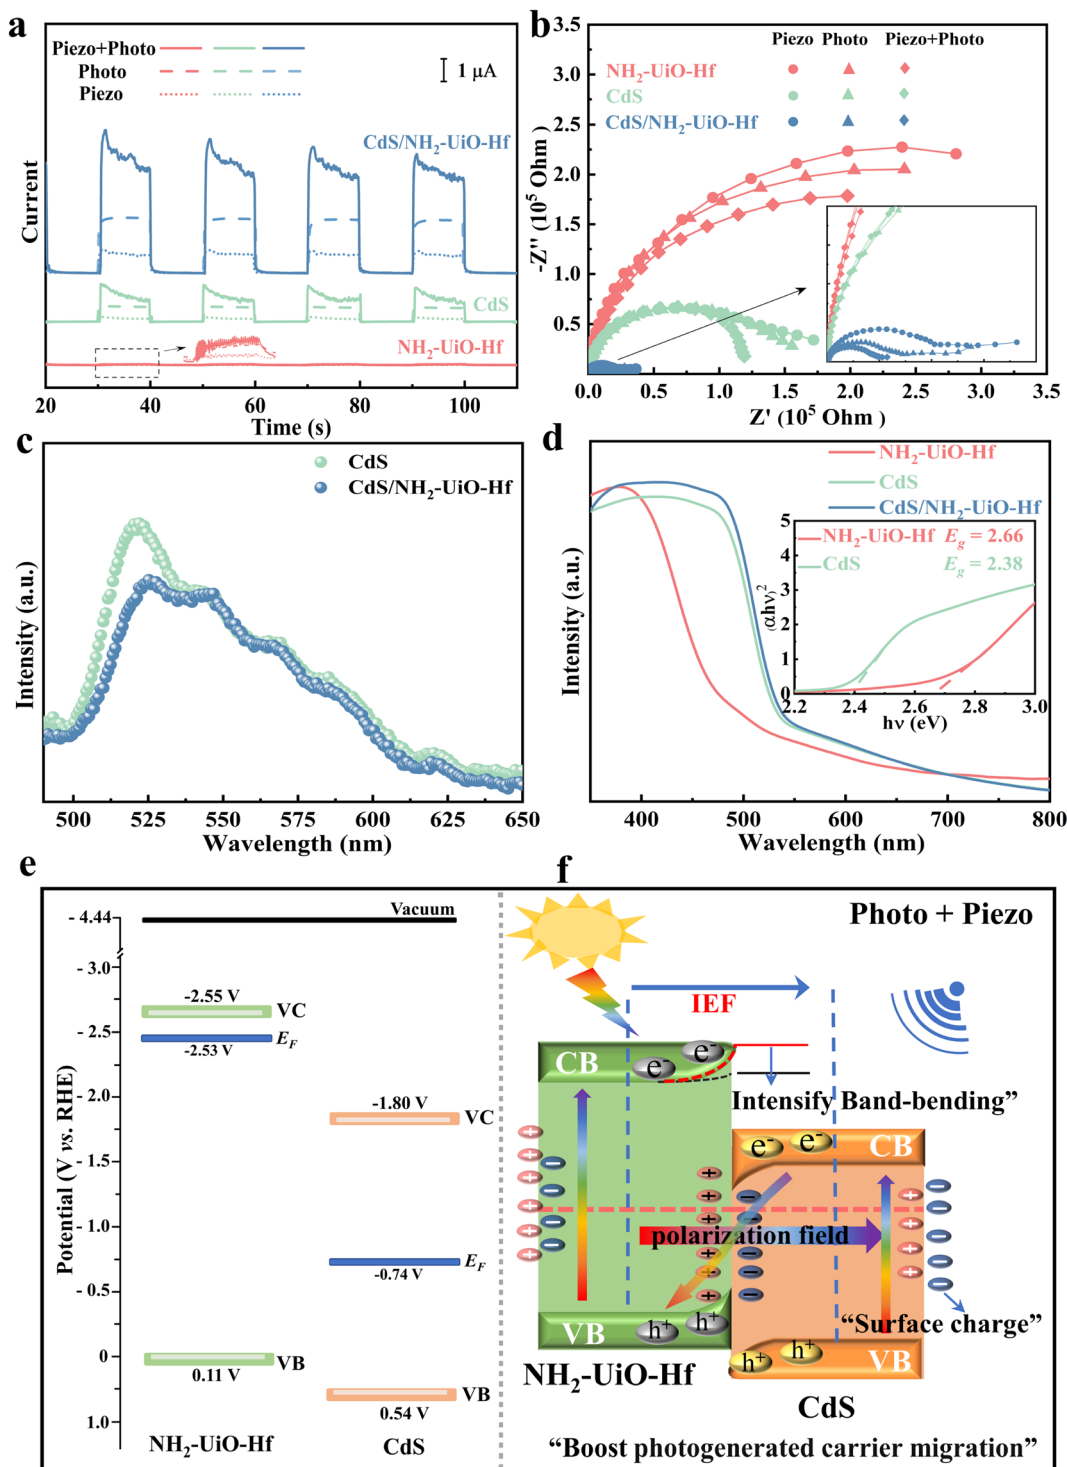 a
Piezo+Photo
Photo
Piezo
1 μA
CdS/NH2-UiO-Hf
CdS
NH2-UiO-Hf
Current
20 40 60 80 100
Time (s)
b
Piezo Photo Piezo+Photo
NH2-UiO-Hf
CdS
CdS/NH2-UiO-Hf
-Z'' (10^5 Ohm)
3.5
3.0
2.5
2.0
1.5
1.0
0.5
0.0 0.5 1.0 1.5 2.0 2.5 3.0 3.5
Z' (10^5 Ohm)
c
CdS
CdS/NH2-UiO-Hf
Intensity (a.u.)
500 525 550 575 600 625 650
Wavelength (nm)
d
NH2-UiO-Hf
CdS
CdS/NH2-UiO-Hf
Intensity (a.u.)
400 500 600 700 800
Wavelength (nm)
NH2-UiO-Hf Eg = 2.66
CdS Eg = 2.38
(αhν)^2
5
4
3
2
1
0
2.2 2.4 2.6 2.8 3.0
hν (eV)
e
Vacuum
Potential (V vs. RHE)
- 4.44
- 3.0
- 2.5
- 2.0
- 1.5
- 1.0
- 0.5
0
1.0
-2.55 V VC
EF
-2.53 V
-1.80 V
VC
EF
-0.74 V
VB
0.11 V
VB
0.54 V
NH2-UiO-Hf CdS
f
Photo + Piezo
IEF
CB e- e-
Intensify Band-bending”
e- e- CB
polarization field
“Surface charge”
VB h+ h+
h+ h+ VB
NH2-UiO-Hf
CdS
“Boost photogenerated carrier migration”